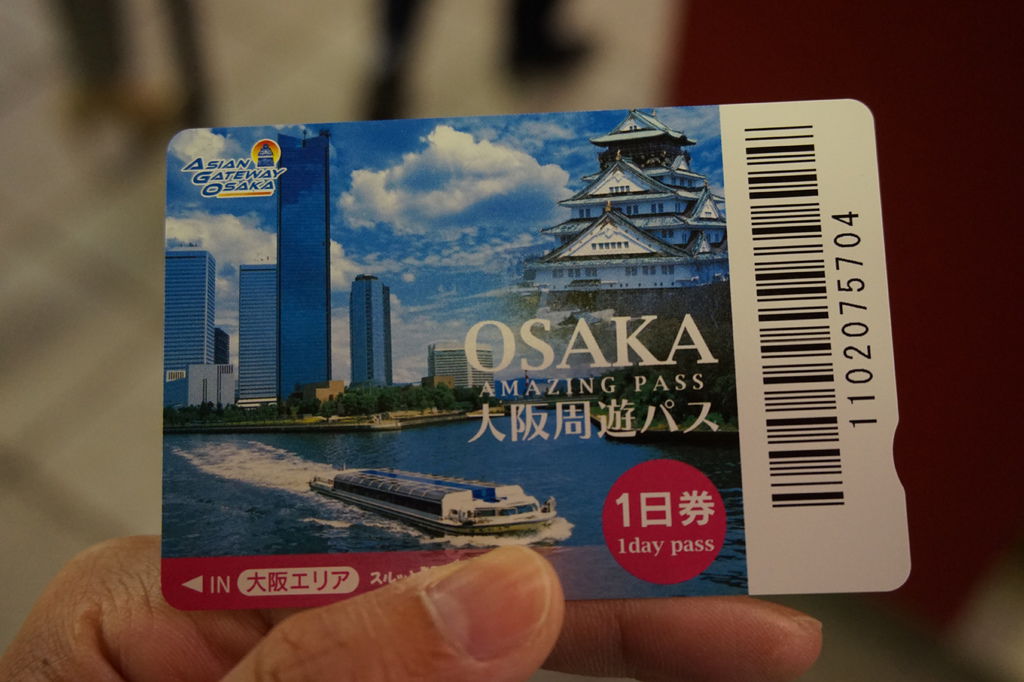 ASIAN
GATEWAY
OSAKA
OSAKA
AMAZING PASS
大阪周遊パス
1日券
1day pass
◀ IN 大阪エリア
1102075704